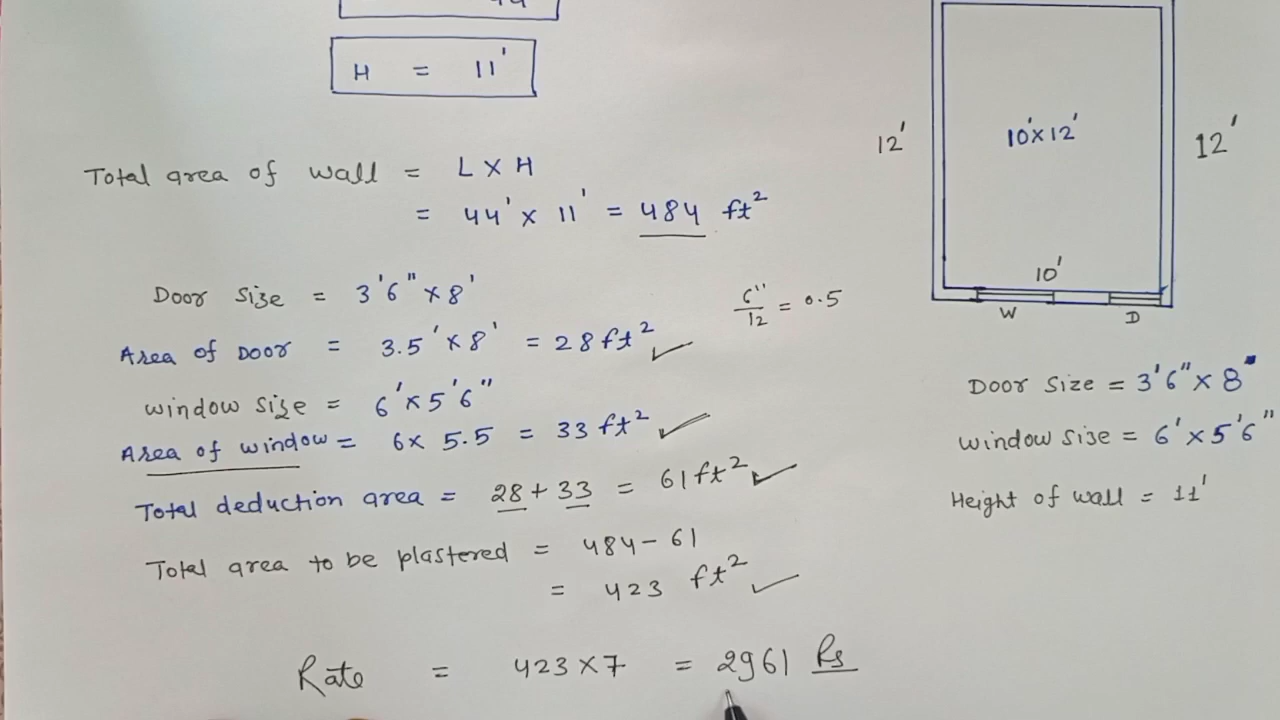 H = 11'
Total area of wall = L X H
= 44' x 11' = 484 ft²
Door Size = 3'6" x 8'
Area of Door = 3.5' x 8' = 28 ft²
6"/12 = 0.5
window size = 6' x 5'6"
Area of window = 6 x 5.5 = 33 ft²
Total deduction area = 28 + 33 = 61 ft²
Total area to be plastered = 484 - 61
= 423 ft²
Rate = 423 x 7 = 2961 Rs
12'
10' x 12'
12'
10'
W
D
Door Size = 3'6" x 8"
window size = 6' x 5'6"
Height of wall = 11'